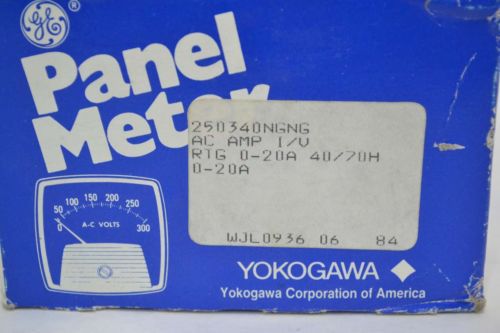 GE ®
Panel
Meter
250340NGNG
AC AMP I/V
RTG 0-20A 40/70H
0-20A
WJL0936 06 84
0 50 100 150 200 250 300
A-C VOLTS
YOKOGAWA
Yokogawa Corporation of America